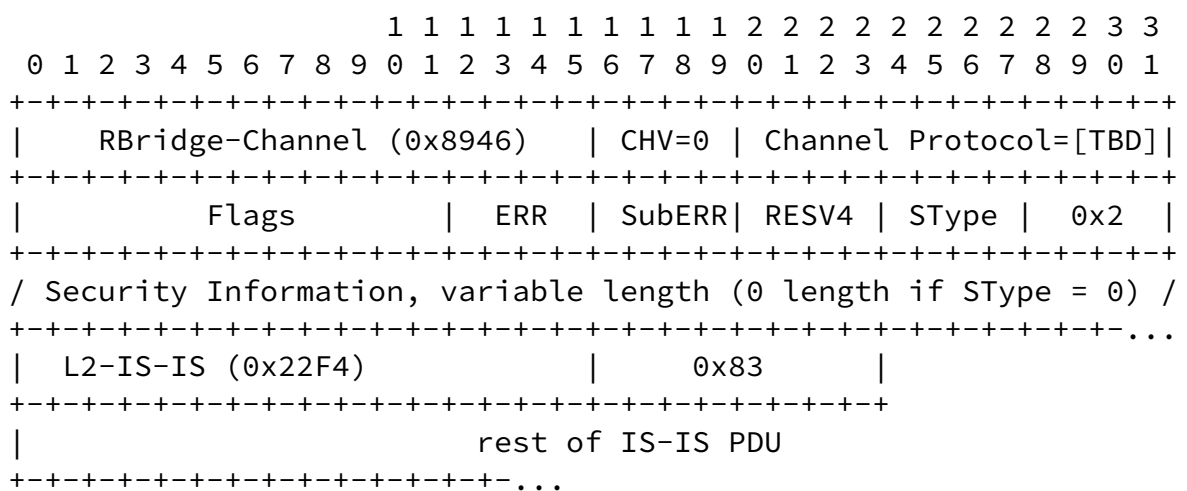 1 1 1 1 1 1 1 1 1 1 2 2 2 2 2 2 2 2 2 2 3 3
 0 1 2 3 4 5 6 7 8 9 0 1 2 3 4 5 6 7 8 9 0 1 2 3 4 5 6 7 8 9 0 1
+-+-+-+-+-+-+-+-+-+-+-+-+-+-+-+-+-+-+-+-+-+-+-+-+-+-+-+-+-+-+-+-+
|    RBridge-Channel (0x8946)   | CHV=0 | Channel Protocol=[TBD]|
+-+-+-+-+-+-+-+-+-+-+-+-+-+-+-+-+-+-+-+-+-+-+-+-+-+-+-+-+-+-+-+-+
|          Flags        |  ERR  | SubERR| RESV4 | SType |  0x2  |
+-+-+-+-+-+-+-+-+-+-+-+-+-+-+-+-+-+-+-+-+-+-+-+-+-+-+-+-+-+-+-+-+
/ Security Information, variable length (0 length if SType = 0) /
+-+-+-+-+-+-+-+-+-+-+-+-+-+-+-+-+-+-+-+-+-+-+-+-+-+-+-+-+-+-+-...
|  L2-IS-IS (0x22F4)            |     0x83      |
+-+-+-+-+-+-+-+-+-+-+-+-+-+-+-+-+-+-+-+-+-+-+-+-+
|                         rest of IS-IS PDU
+-+-+-+-+-+-+-+-+-+-+-+-+-+-...